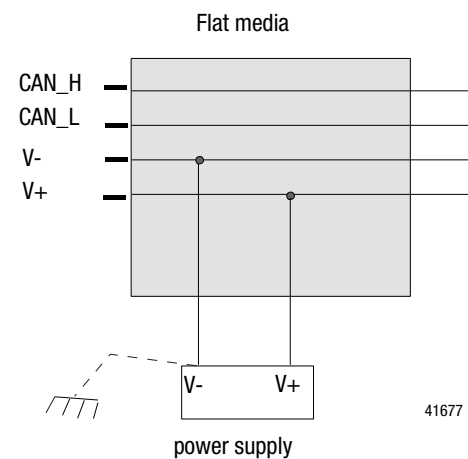 Flat media
CAN_H
CAN_L
V-
V+
V- V+
41677
power supply